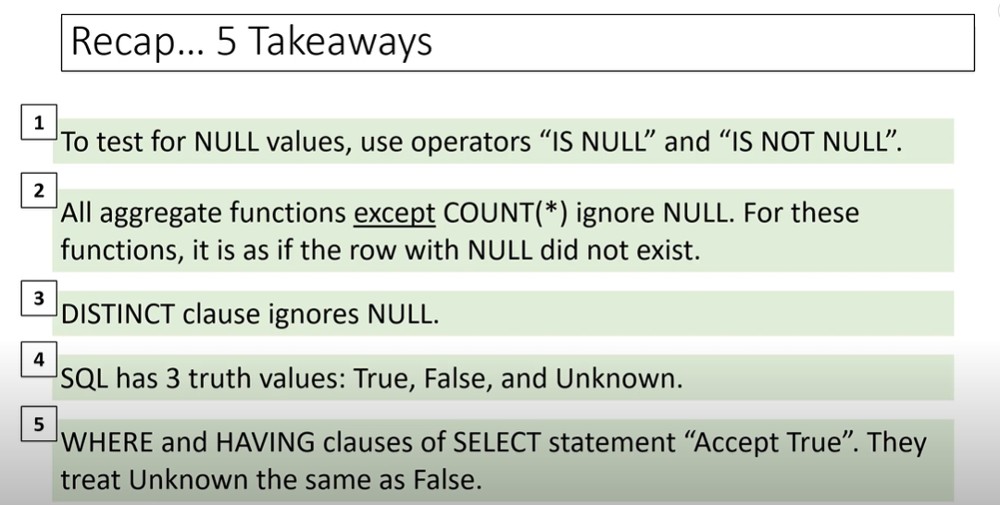 Recap... 5 Takeaways
1
To test for NULL values, use operators “IS NULL” and “IS NOT NULL”.
2
All aggregate functions except COUNT(*) ignore NULL. For these
functions, it is as if the row with NULL did not exist.
3
DISTINCT clause ignores NULL.
4
SQL has 3 truth values: True, False, and Unknown.
5
WHERE and HAVING clauses of SELECT statement “Accept True”. They
treat Unknown the same as False.